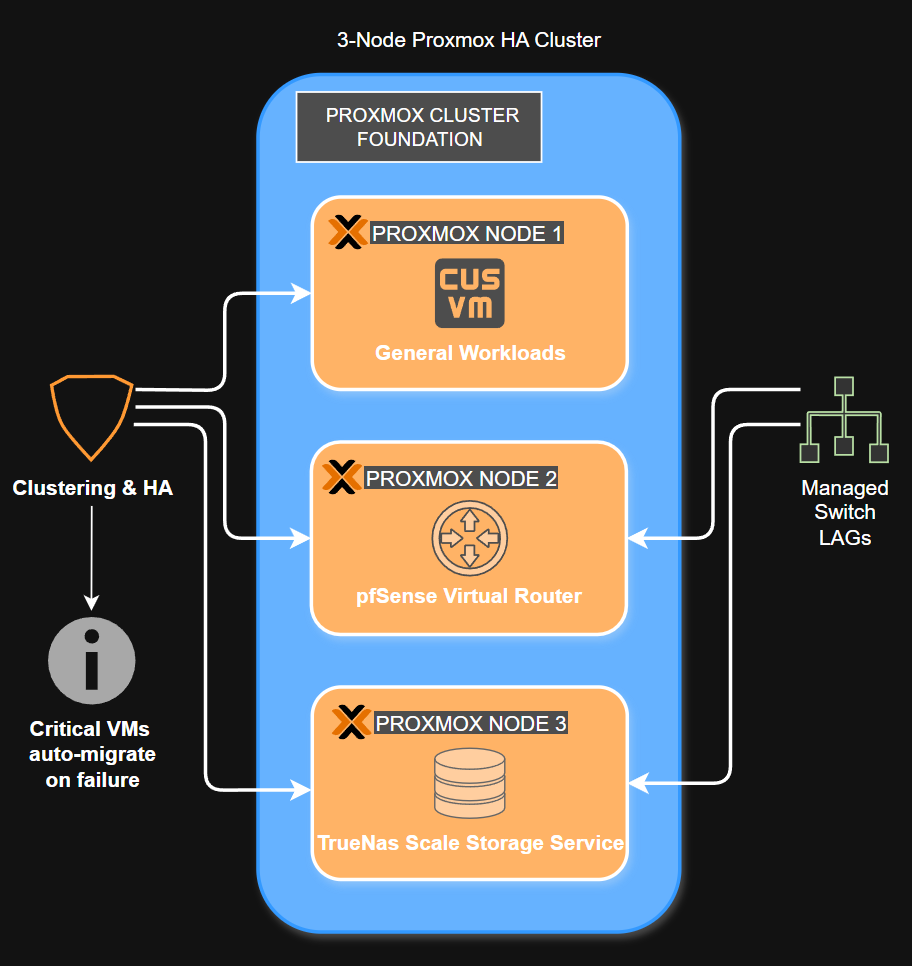 3-Node Proxmox HA Cluster
PROXMOX CLUSTER
FOUNDATION
PROXMOX NODE 1
CUS
VM
General Workloads
Clustering & HA
Critical VMs
auto-migrate
on failure
PROXMOX NODE 2
pfSense Virtual Router
Managed
Switch
LAGs
PROXMOX NODE 3
TrueNas Scale Storage Service